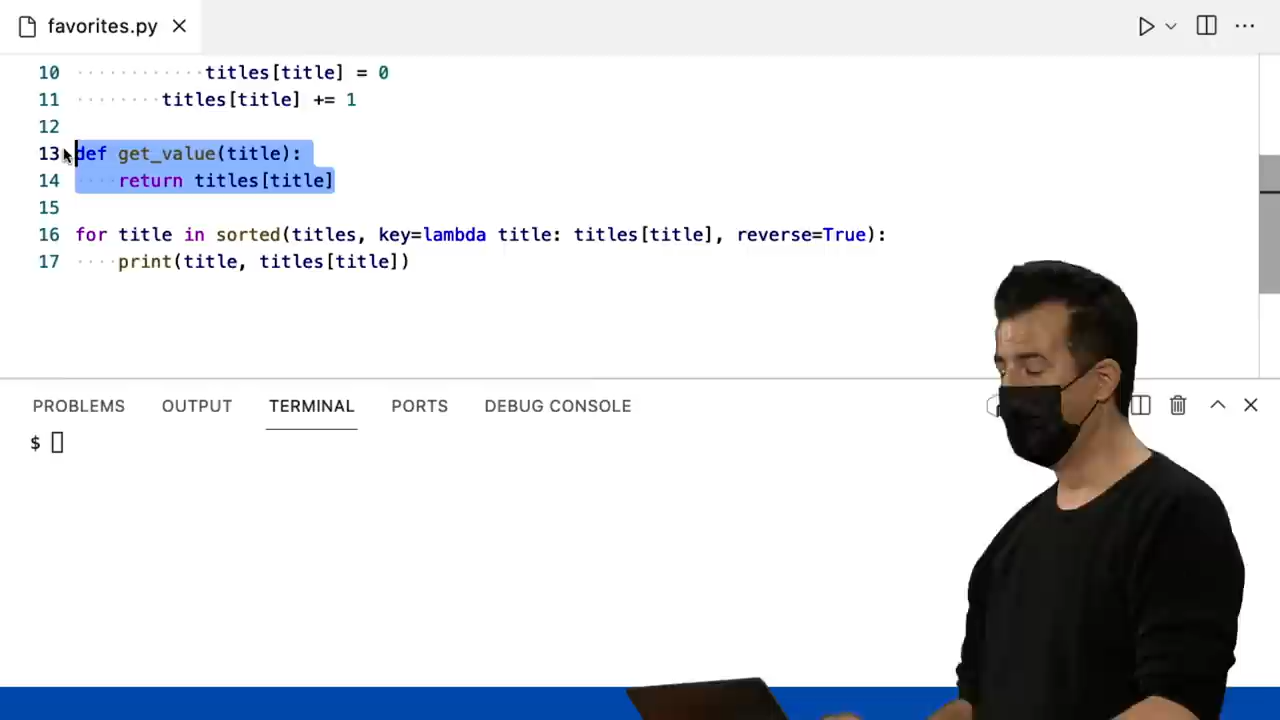 favorites.py
10 titles[title] = 0
11 titles[title] += 1
12
13 def get_value(title):
14 return titles[title]
15
16 for title in sorted(titles, key=lambda title: titles[title], reverse=True):
17 print(title, titles[title])
PROBLEMS OUTPUT TERMINAL PORTS DEBUG CONSOLE
$